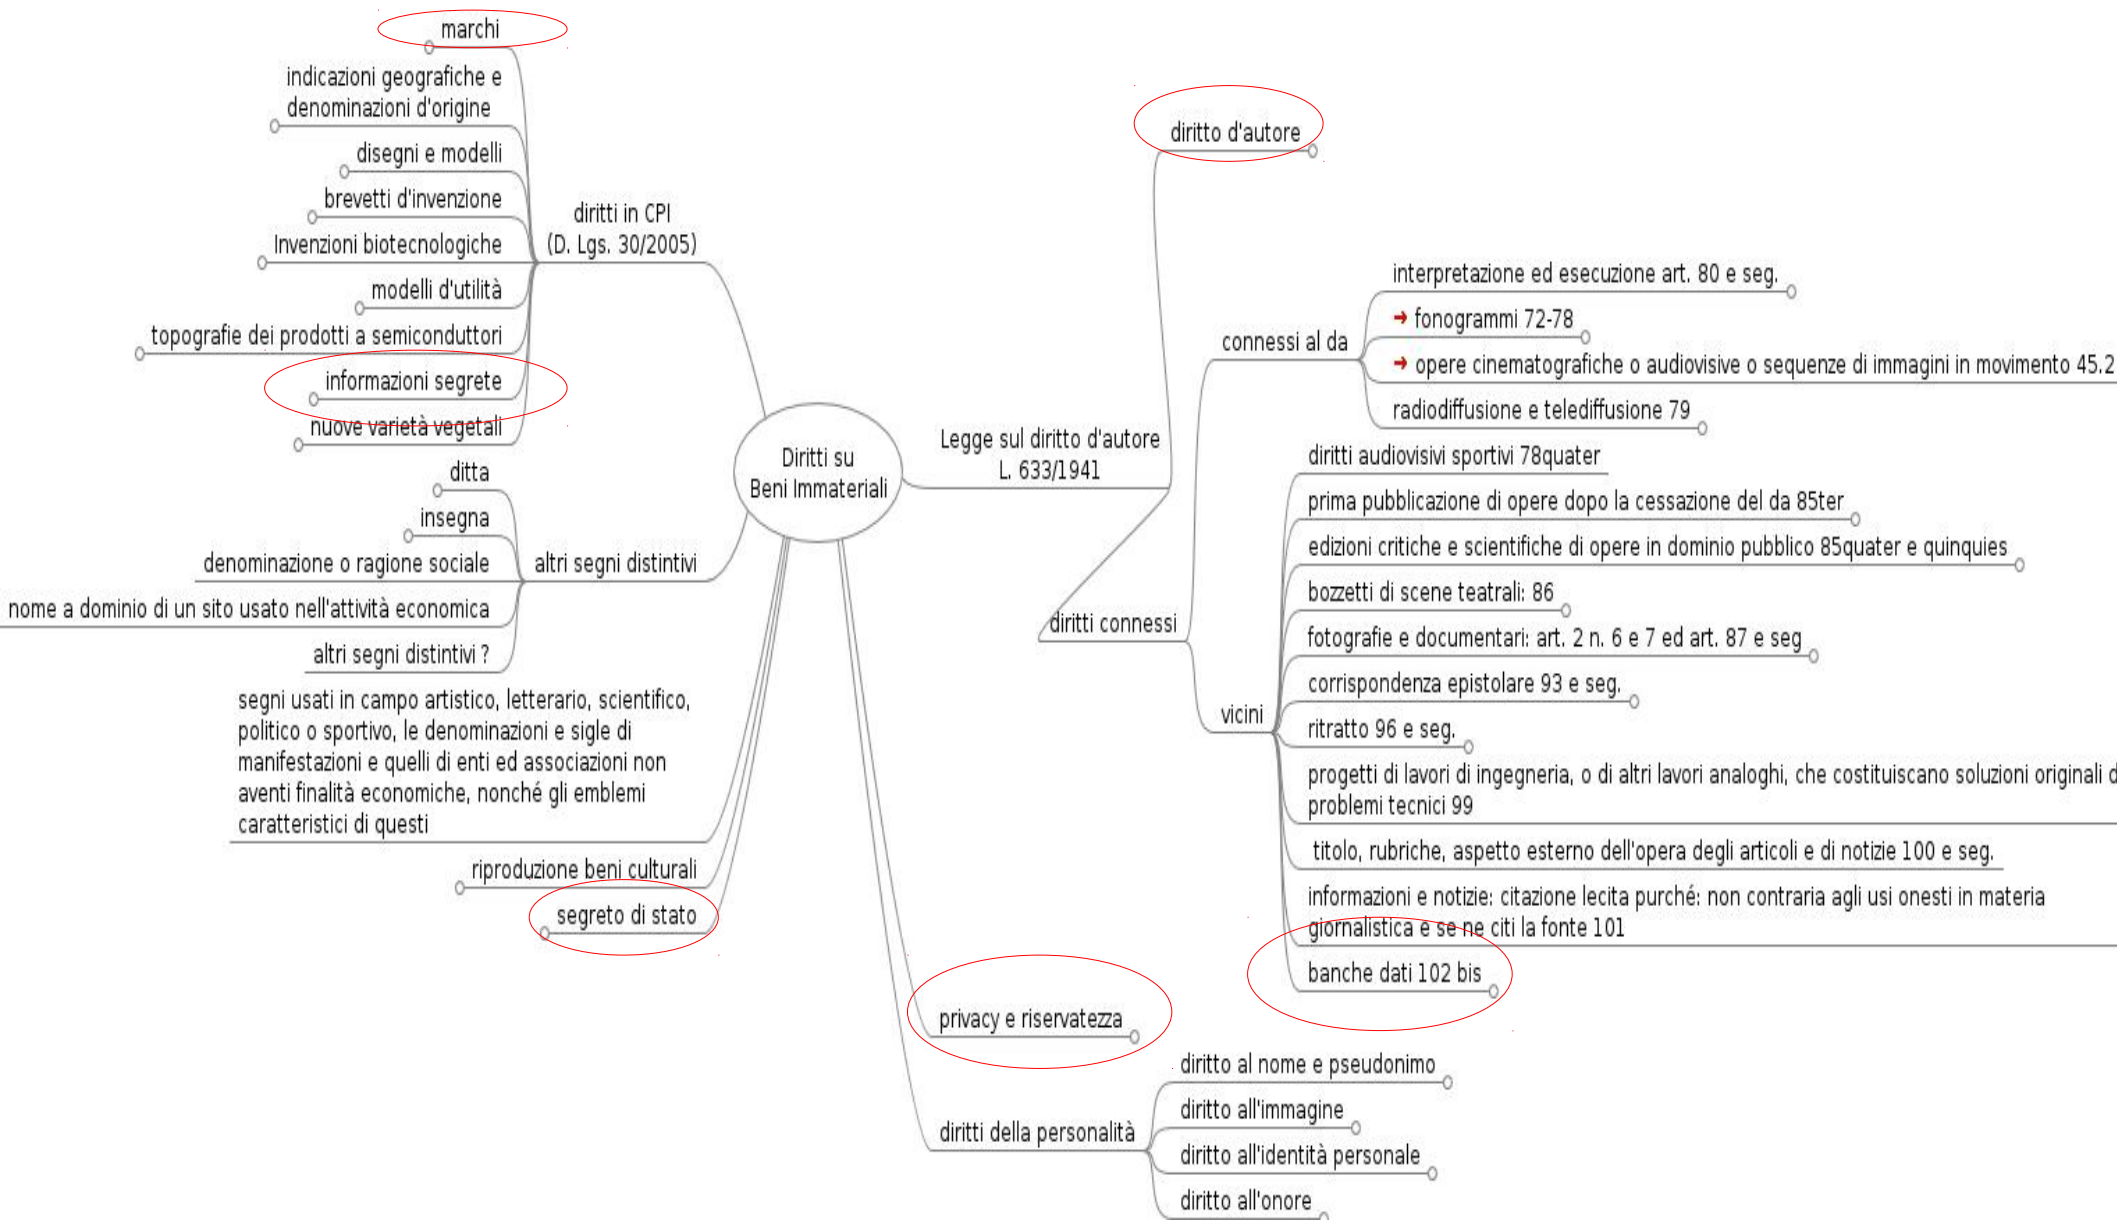 marchi
indicazioni geografiche e
denominazioni d'origine
disegni e modelli
brevetti d'invenzione
Invenzioni biotecnologiche
modelli d'utilità
topografie dei prodotti a semiconduttori
informazioni segrete
nuove varietà vegetali
diritti in CPI
(D. Lgs. 30/2005)
ditta
insegna
denominazione o ragione sociale
nome a dominio di un sito usato nell'attività economica
altri segni distintivi ?
altri segni distintivi
segni usati in campo artistico, letterario, scientifico,
politico o sportivo, le denominazioni e sigle di
manifestazioni e quelli di enti ed associazioni non
aventi finalità economiche, nonché gli emblemi
caratteristici di questi
riproduzione beni culturali
segreto di stato
Diritti su
Beni Immateriali
Legge sul diritto d'autore
L. 633/1941
diritto d'autore
diritti connessi
connessi al da
interpretazione ed esecuzione art. 80 e seg.
fonogrammi 72-78
opere cinematografiche o audiovisive o sequenze di immagini in movimento 45.2
radiodiffusione e telediffusione 79
vicini
diritti audiovisivi sportivi 78quater
prima pubblicazione di opere dopo la cessazione del da 85ter
edizioni critiche e scientifiche di opere in dominio pubblico 85quater e quinquies
bozzetti di scene teatrali: 86
fotografie e documentari: art. 2 n. 6 e 7 ed art. 87 e seg
corrispondenza epistolare 93 e seg.
ritratto 96 e seg.
progetti di lavori di ingegneria, o di altri lavori analoghi, che costituiscano soluzioni originali
problemi tecnici 99
titolo, rubriche, aspetto esterno dell'opera degli articoli e di notizie 100 e seg.
informazioni e notizie: citazione lecita purché: non contraria agli usi onesti in materia
giornalistica e se ne citi la fonte 101
banche dati 102 bis
privacy e riservatezza
diritti della personalità
diritto al nome e pseudonimo
diritto all'immagine
diritto all'identità personale
diritto all'onore